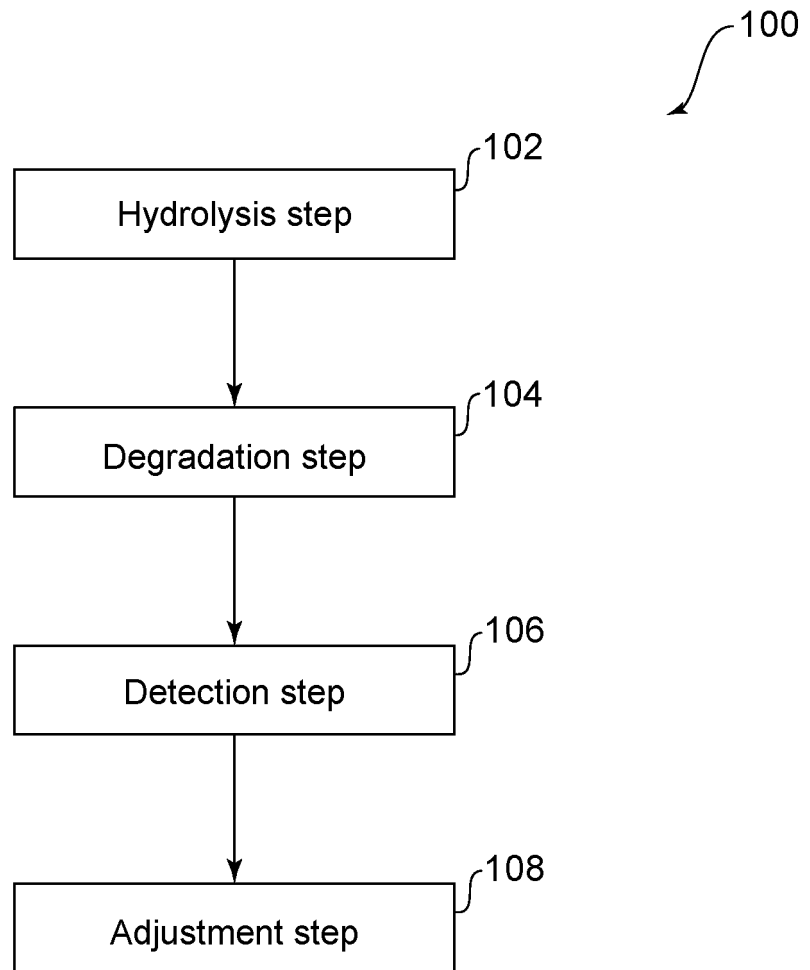 100
102
Hydrolysis step
104
Degradation step
106
Detection step
108
Adjustment step